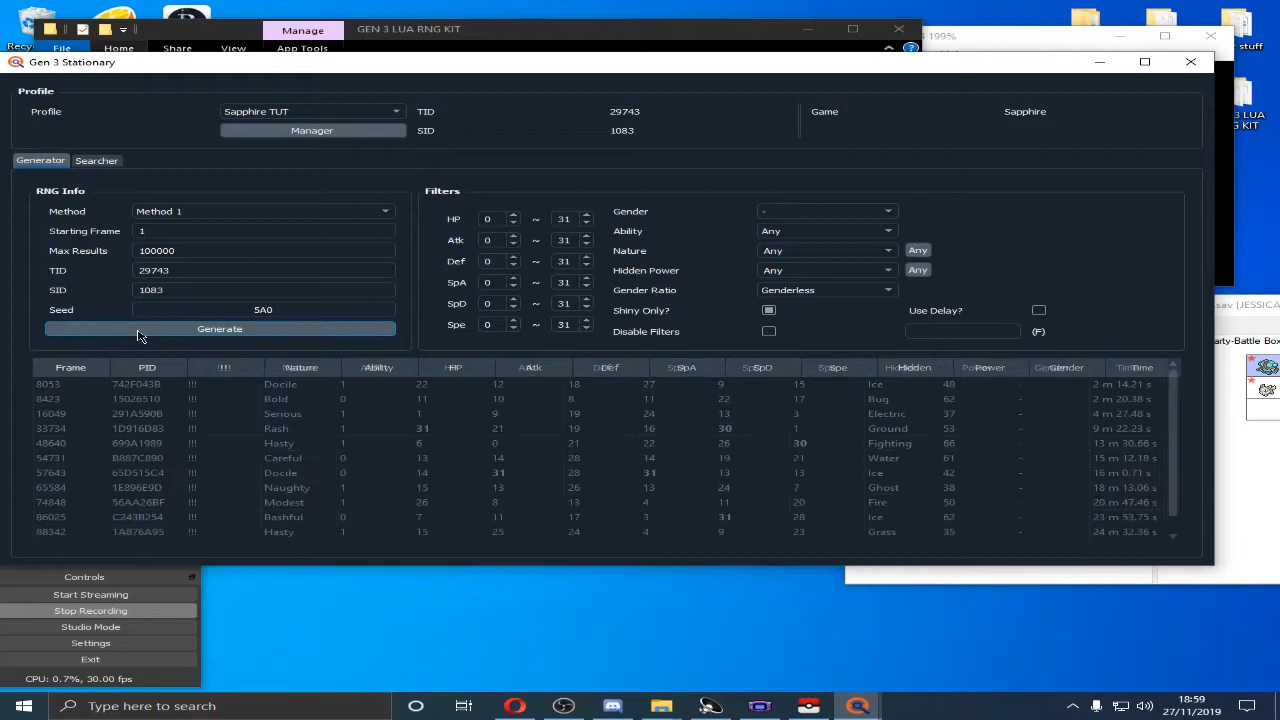 Recy
Manage
GEN 3 LUA RNG KIT
File Home Share View App Tools
199%
stuff
3 LUA
KIT
Gen 3 Stationary
Profile
Profile Sapphire TUT TID 29743 Game Sapphire
Manager SID 1083
Generator Searcher
RNG Info
Method Method 1
Starting Frame 1
Max Results 100000
TID 29743
SID 1083
Seed 5A0
Generate
Filters
HP 0 ~ 31
Atk 0 ~ 31
Def 0 ~ 31
SpA 0 ~ 31
SpD 0 ~ 31
Spe 0 ~ 31
Gender -
Ability Any
Nature Any Any
Hidden Power Any Any
Gender Ratio Genderless
Shiny Only? Use Delay?
Disable Filters (F)
Frame PID !!! Nature Ability HP Atk Def SpA SpD Spe Hidden Power Gender Time
8053 742F043B !!! Docile 1 22 12 18 27 9 15 Ice 48 - 2 m 14.21 s
8423 15026510 !!! Bold 0 11 10 8 11 22 17 Bug 62 - 2 m 20.38 s
16049 291A590B !!! Serious 1 1 9 19 24 13 3 Electric 37 - 4 m 27.48 s
33734 1D916D83 !!! Rash 1 31 21 19 16 30 1 Ground 53 - 9 m 22.23 s
48640 699A1989 !!! Hasty 1 6 0 21 22 26 30 Fighting 66 - 13 m 30.66 s
54731 B887C890 !!! Careful 0 13 14 28 14 19 21 Water 61 - 15 m 12.18 s
57643 65D515C4 !!! Docile 0 14 31 28 31 13 13 Ice 42 - 16 m 0.71 s
65584 1E896E9D !!! Naughty 1 15 13 26 13 24 7 Ghost 38 - 18 m 13.06 s
74848 56AA26BF !!! Modest 1 26 8 13 4 11 20 Fire 50 - 20 m 47.46 s
86025 C243B254 !!! Bashful 0 7 11 17 3 31 28 Ice 62 - 23 m 53.75 s
88342 1A876A95 !!! Hasty 1 15 25 24 4 9 23 Grass 35 - 24 m 32.36 s
sav [JESSICA
arty-Battle Box
Controls
Start Streaming
Stop Recording
Studio Mode
Settings
Exit
CPU: 0.7%, 30.00 fps
Type here to search
18:59
27/11/2019